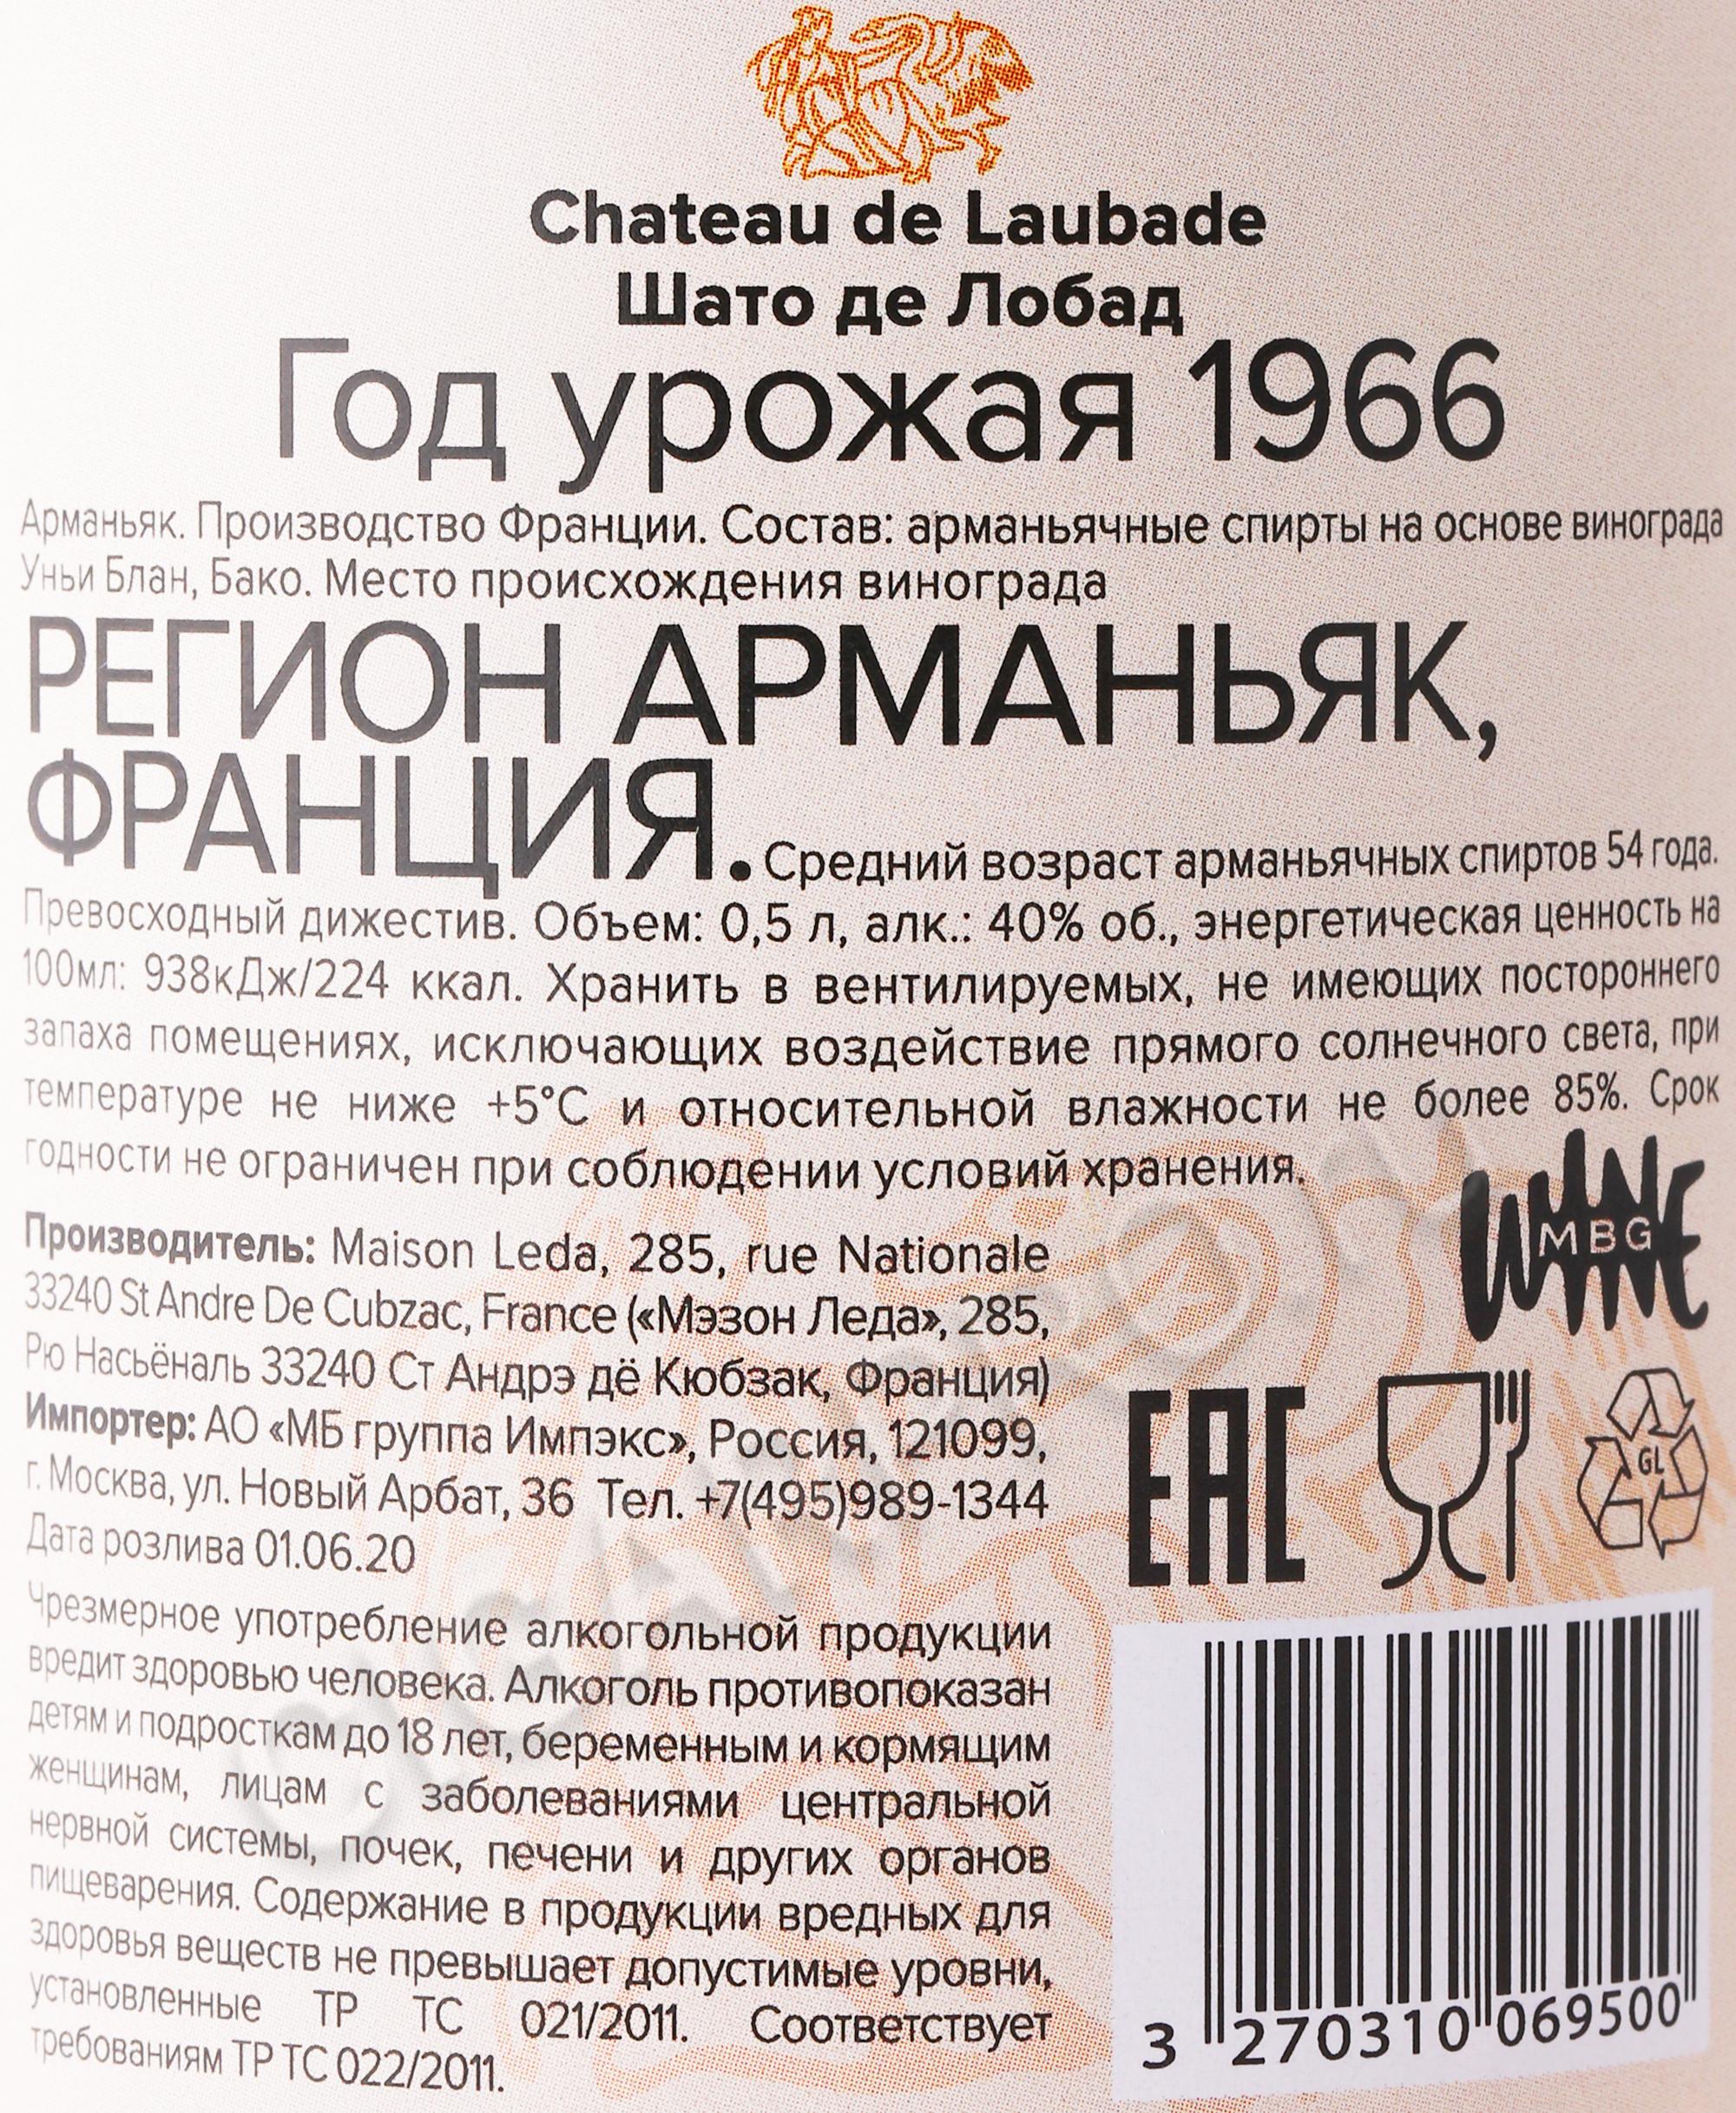 Chateau de Laubade
Шато де Лобад
Год урожая 1966
Арманьяк. Производство Франции. Состав: арманьячные спирты на основе винограда
Уньи Блан, Бако. Место происхождения винограда
РЕГИОН АРМАНЬЯК,
ФРАНЦИЯ. Средний возраст арманьячных спиртов 54 года.
Превосходный дижестив. Объем: 0,5 л, алк.: 40% об., энергетическая ценность на
100мл: 938кДж/224 ккал. Хранить в вентилируемых, не имеющих постороннего
запаха помещениях, исключающих воздействие прямого солнечного света, при
температуре не ниже +5°C и относительной влажности не более 85%. Срок
годности не ограничен при соблюдении условий хранения.
WINE
MBG
Производитель: Maison Leda, 285, rue Nationale
33240 St Andre De Cubzac, France («Мэзон Леда», 285,
Рю Насьёналь 33240 Ст Андрэ дё Кюбзак, Франция)
Импортер: АО «МБ группа Импэкс», Россия, 121099,
г. Москва, ул. Новый Арбат, 36 Тел. +7(495)989-1344
Дата розлива 01.06.20
EAC
GL
Чрезмерное употребление алкогольной продукции
вредит здоровью человека. Алкоголь противопоказан
детям и подросткам до 18 лет, беременным и кормящим
женщинам, лицам с заболеваниями центральной
нервной системы, почек, печени и других органов
пищеварения. Содержание в продукции вредных для
здоровья веществ не превышает допустимые уровни,
установленные ТР ТС 021/2011. Соответствует
требованиям ТР ТС 022/2011.
3 270310 069500